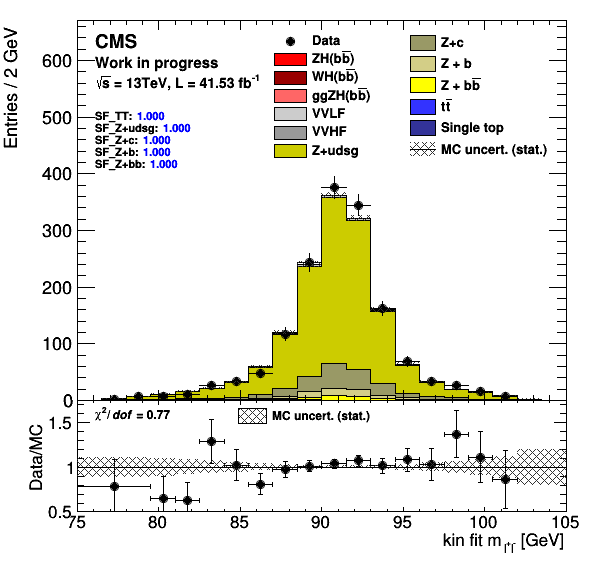 CMS
Work in progress
√s = 13TeV, L = 41.53 fb⁻¹
SF_TT: 1.000
SF_Z+udsg: 1.000
SF_Z+c: 1.000
SF_Z+b: 1.000
SF_Z+bb: 1.000
Data
ZH(bb̅)
WH(bb̅)
ggZH(bb̅)
VVLF
VVHF
Z+udsg
Z+c
Z + b
Z + bb̅
tt̅
Single top
MC uncert. (stat.)
Entries / 2 GeV
600
500
400
300
200
100
0
χ²/dof = 0.77
MC uncert. (stat.)
Data/MC
1.5
1
0.5
75 80 85 90 95 100 105
kin fit m_l⁺l⁻ [GeV]